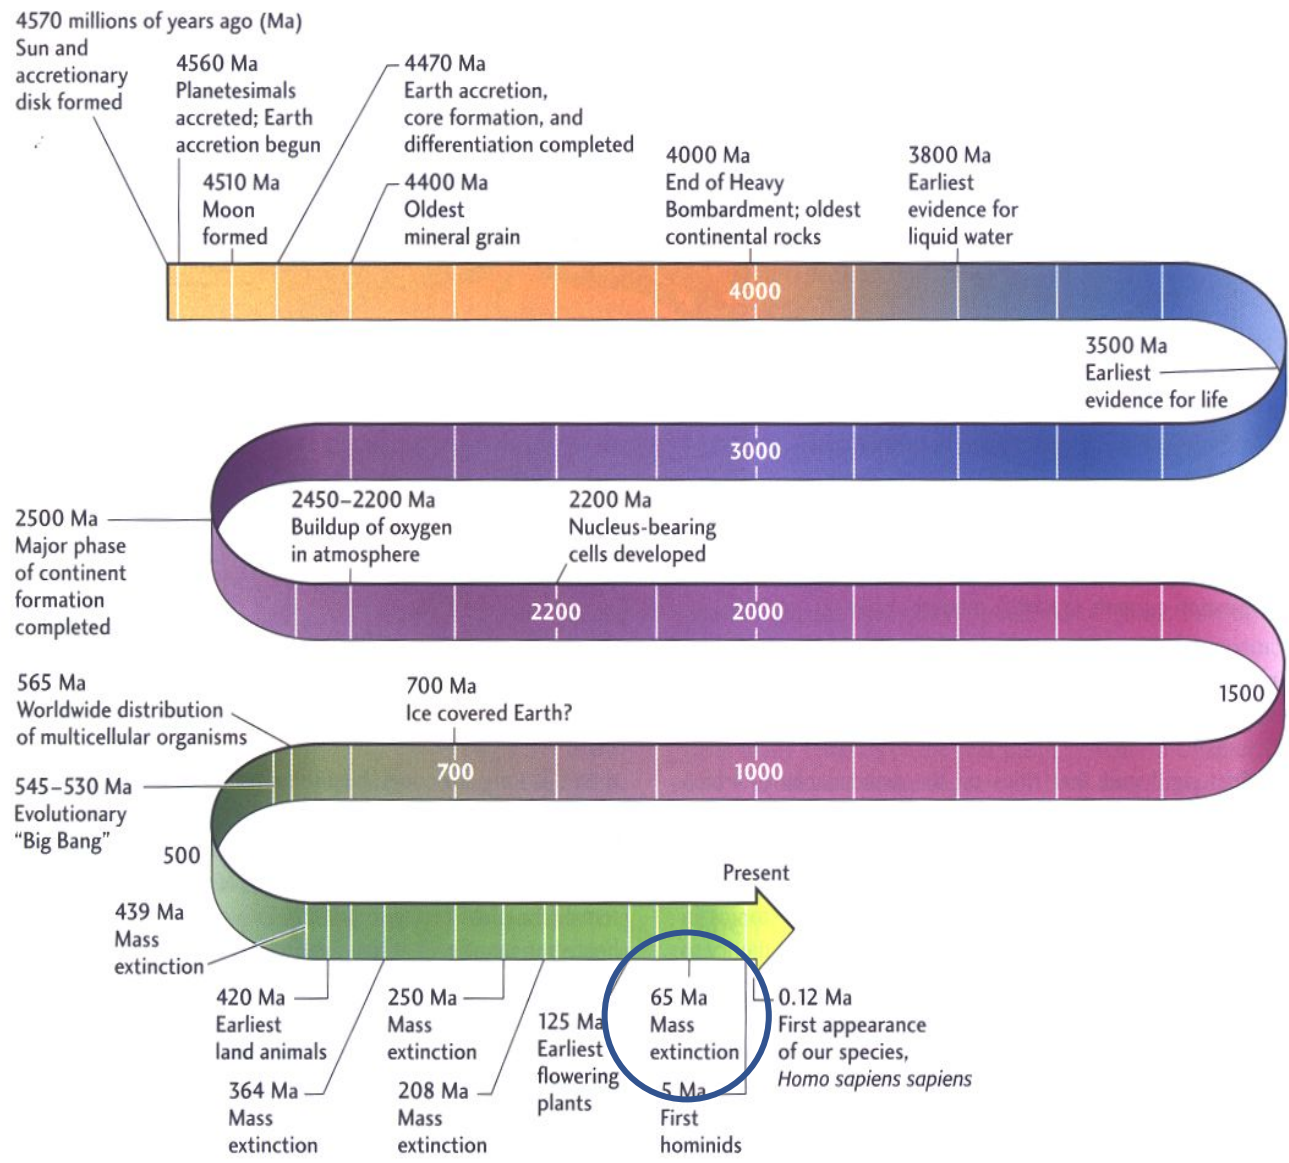 4570 millions of years ago (Ma)
Sun and
accretionary
disk formed
4560 Ma
Planetesimals
accreted; Earth
accretion begun
4510 Ma
Moon
formed
4470 Ma
Earth accretion,
core formation, and
differentiation completed
4400 Ma
Oldest
mineral grain
4000 Ma
End of Heavy
Bombardment; oldest
continental rocks
3800 Ma
Earliest
evidence for
liquid water
4000
3500 Ma
Earliest
evidence for life
3000
2500 Ma
Major phase
of continent
formation
completed
2450–2200 Ma
Buildup of oxygen
in atmosphere
2200 Ma
Nucleus-bearing
cells developed
2200
2000
1500
565 Ma
Worldwide distribution
of multicellular organisms
700 Ma
Ice covered Earth?
700
1000
545–530 Ma
Evolutionary
“Big Bang”
500
Present
439 Ma
Mass
extinction
420 Ma
Earliest
land animals
364 Ma
Mass
extinction
250 Ma
Mass
extinction
208 Ma
Mass
extinction
125 Ma
Earliest
flowering
plants
65 Ma
Mass
extinction
5 Ma
First
hominids
0.12 Ma
First appearance
of our species,
Homo sapiens sapiens